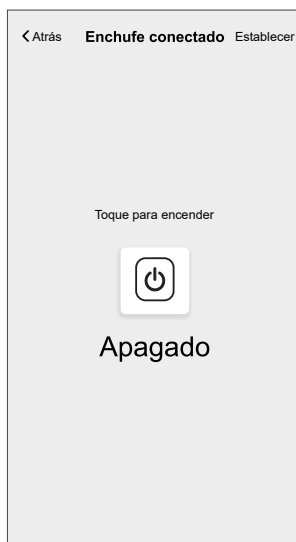 Atrás Enchufe conectado Establecer
Toque para encender
Apagado